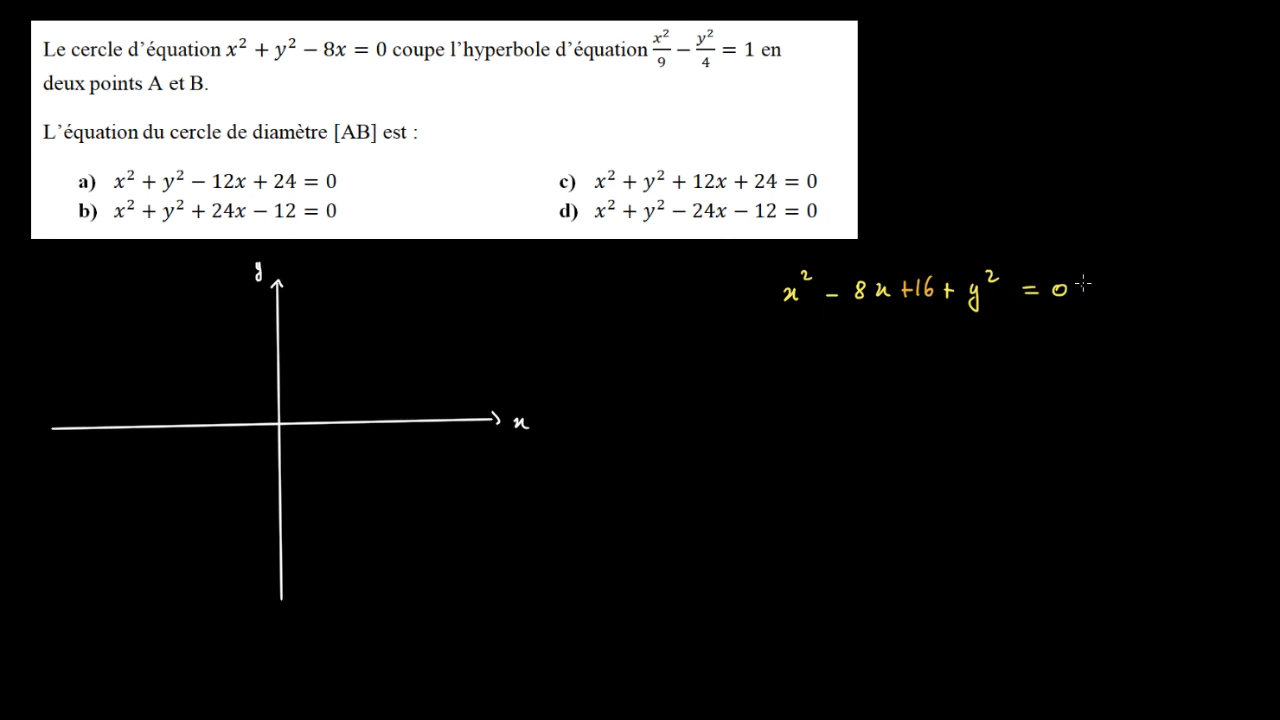 Le cercle d’équation x² + y² − 8x = 0 coupe l’hyperbole d’équation x²/9 − y²/4 = 1 en
deux points A et B.
L’équation du cercle de diamètre [AB] est :
a) x² + y² − 12x + 24 = 0
c) x² + y² + 12x + 24 = 0
b) x² + y² + 24x − 12 = 0
d) x² + y² − 24x − 12 = 0
y
x² − 8x + 16 + y² = 0
x